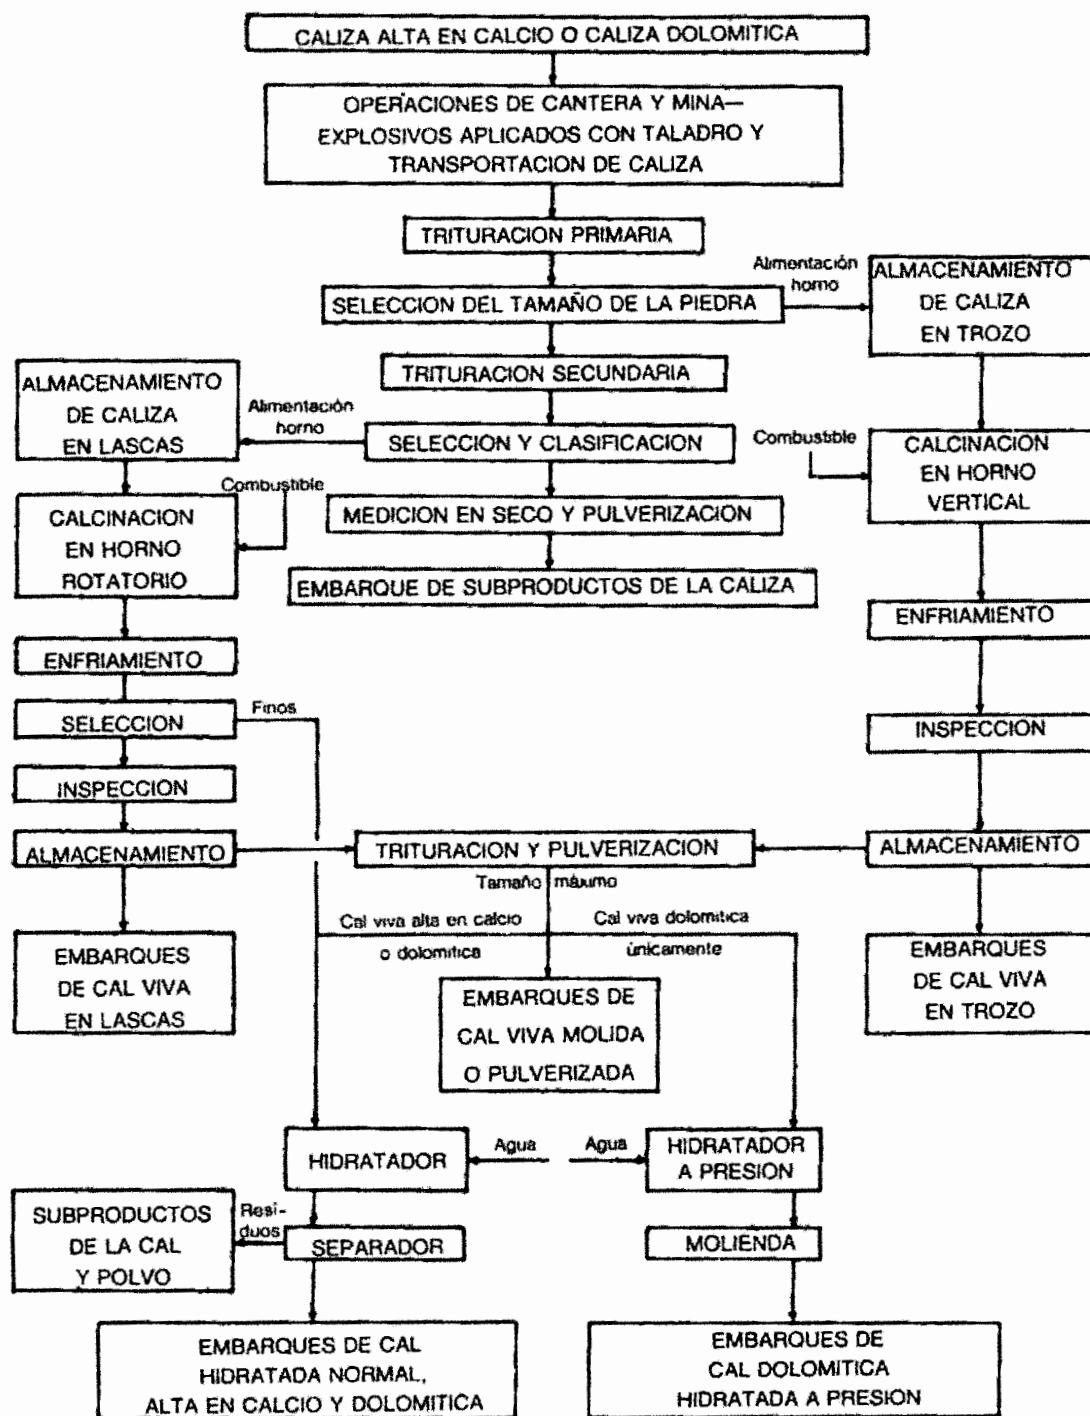 CALIZA ALTA EN CALCIO O CALIZA DOLOMITICA
OPERACIONES DE CANTERA Y MINA—
EXPLOSIVOS APLICADOS CON TALADRO Y
TRANSPORTACION DE CALIZA
TRITURACION PRIMARIA
SELECCION DEL TAMAÑO DE LA PIEDRA
Alimentación
horno
ALMACENAMIENTO
DE CALIZA
EN TROZO
TRITURACION SECUNDARIA
ALMACENAMIENTO
DE CALIZA
EN LASCAS
Alimentación
horno
SELECCION Y CLASIFICACION
Combustible
CALCINACION
EN HORNO
VERTICAL
Combustible
CALCINACION
EN HORNO
ROTATORIO
MEDICION EN SECO Y PULVERIZACION
EMBARQUE DE SUBPRODUCTOS DE LA CALIZA
ENFRIAMIENTO
ENFRIAMIENTO
SELECCION
Finos
INSPECCION
INSPECCION
ALMACENAMIENTO
TRITURACION Y PULVERIZACION
ALMACENAMIENTO
Tamaño máximo
Cal viva alta en calcio
o dolomitica
Cal viva dolomitica
únicamente
EMBARQUES
DE CAL VIVA
EN LASCAS
EMBARQUES DE
CAL VIVA MOLIDA
O PULVERIZADA
EMBARQUES
DE CAL VIVA
EN TROZO
HIDRATADOR
Agua
Agua
HIDRATADOR
A PRESION
SUBPRODUCTOS
DE LA CAL
Y POLVO
Resi-
duos
SEPARADOR
MOLIENDA
EMBARQUES DE CAL
HIDRATADA NORMAL,
ALTA EN CALCIO Y DOLOMITICA
EMBARQUES DE
CAL DOLOMITICA
HIDRATADA A PRESION